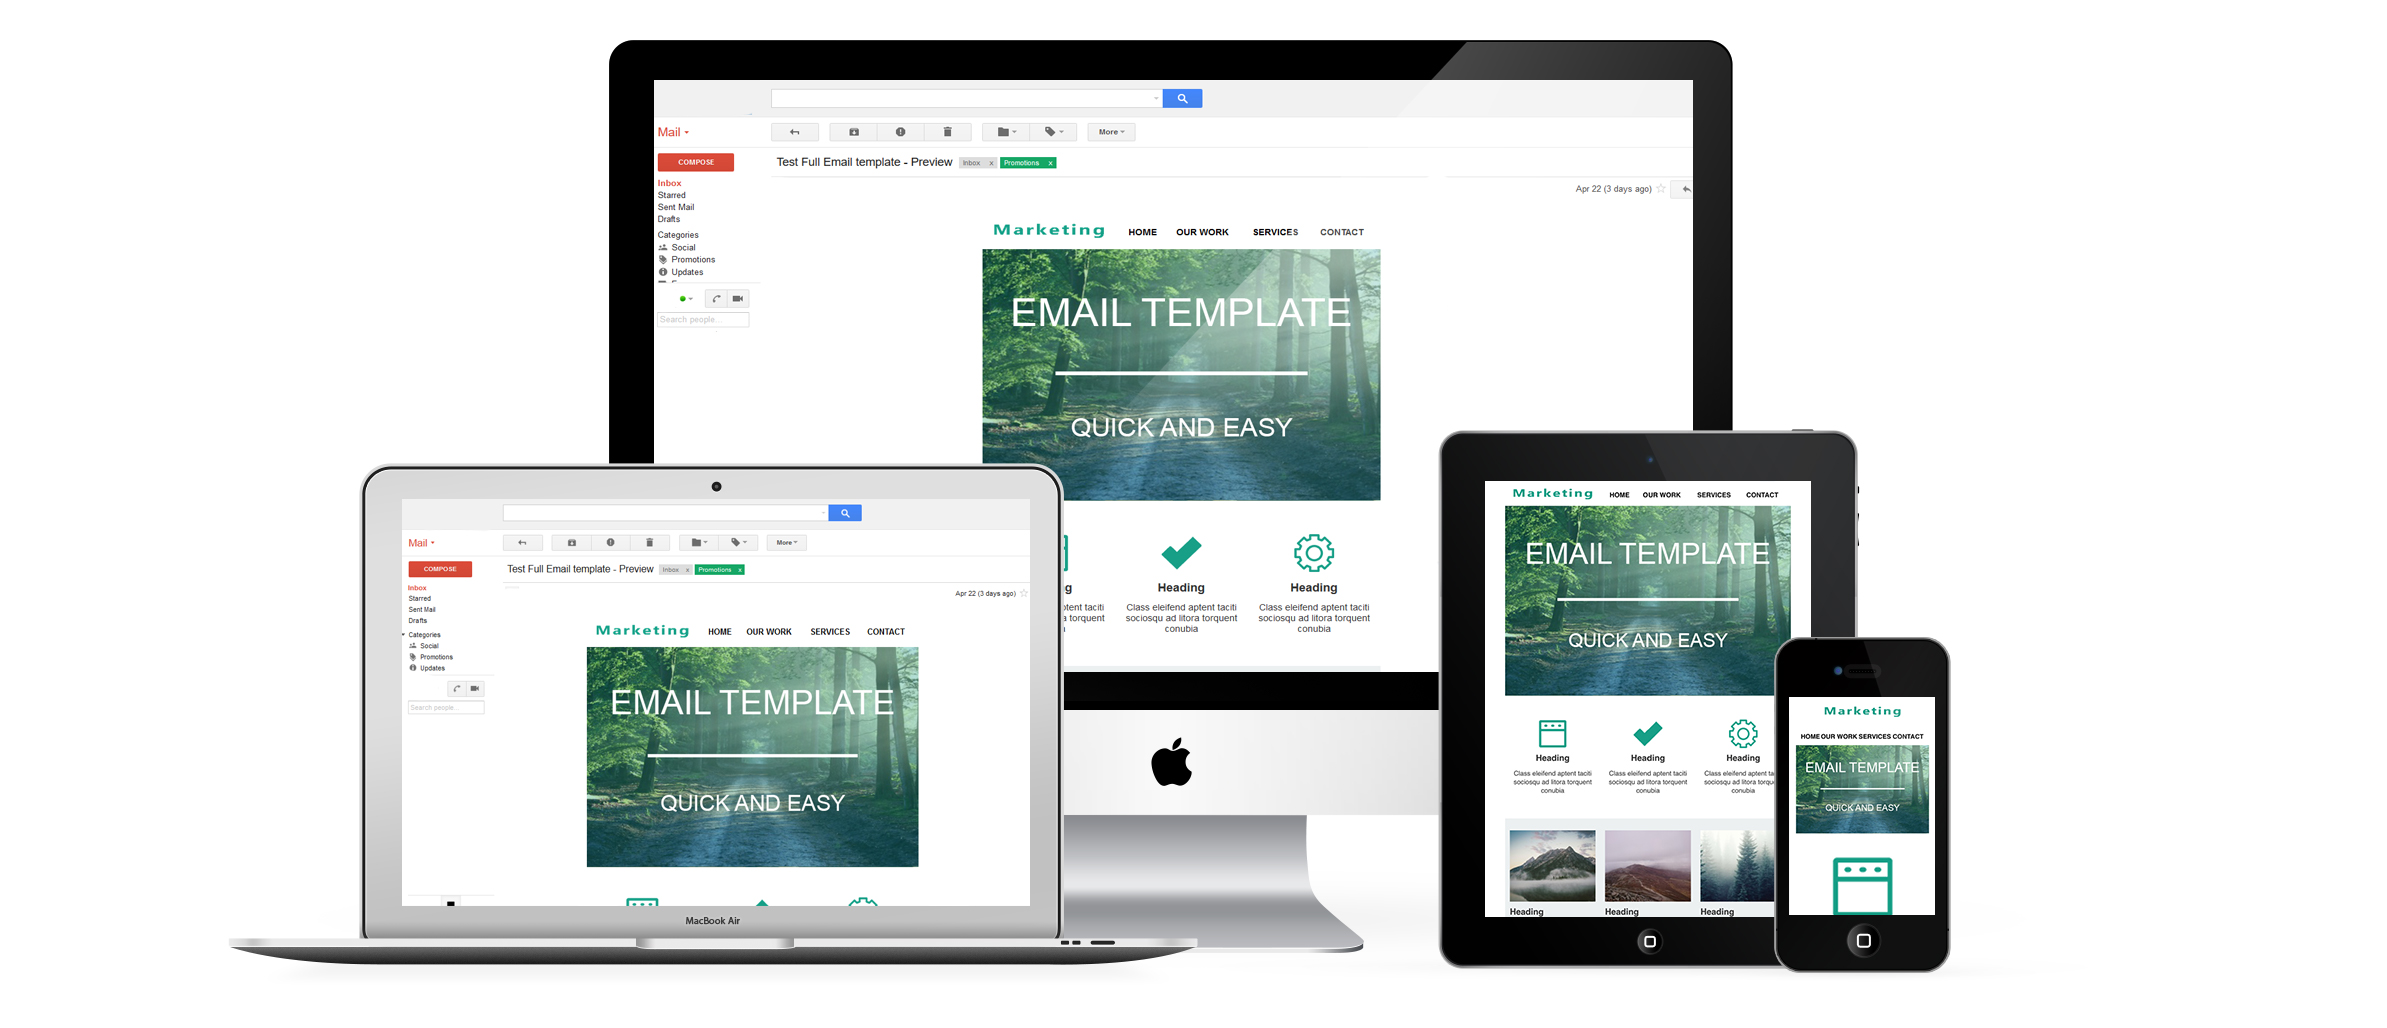 Mail
COMPOSE
Inbox
Starred
Sent Mail
Drafts
Categories
Social
Promotions
Updates
Search people...
More
Test Full Email template - Preview Inbox x Promotions x
Apr 22 (3 days ago)
Marketing HOME OUR WORK SERVICES CONTACT
EMAIL TEMPLATE
QUICK AND EASY
Heading Heading
Class eleifend aptent taciti Class eleifend aptent taciti
sociosqu ad litora torquent sociosqu ad litora torquent
conubia conubia
Mail
COMPOSE
Inbox
Starred
Sent Mail
Drafts
Categories
Social
Promotions
Updates
Search people...
More
Test Full Email template - Preview Inbox x Promotions x
Apr 22 (3 days ago)
Marketing HOME OUR WORK SERVICES CONTACT
EMAIL TEMPLATE
QUICK AND EASY
MacBook Air
Marketing HOME OUR WORK SERVICES CONTACT
EMAIL TEMPLATE
QUICK AND EASY
Heading Heading Heading
Class eleifend aptent taciti Class eleifend aptent taciti Class eleifend aptent
sociosqu ad litora torquent sociosqu ad litora torquent sociosqu ad litora
conubia conubia conubia
Heading Heading Heading
Marketing
HOME OUR WORK SERVICES CONTACT
EMAIL TEMPLATE
QUICK AND EASY